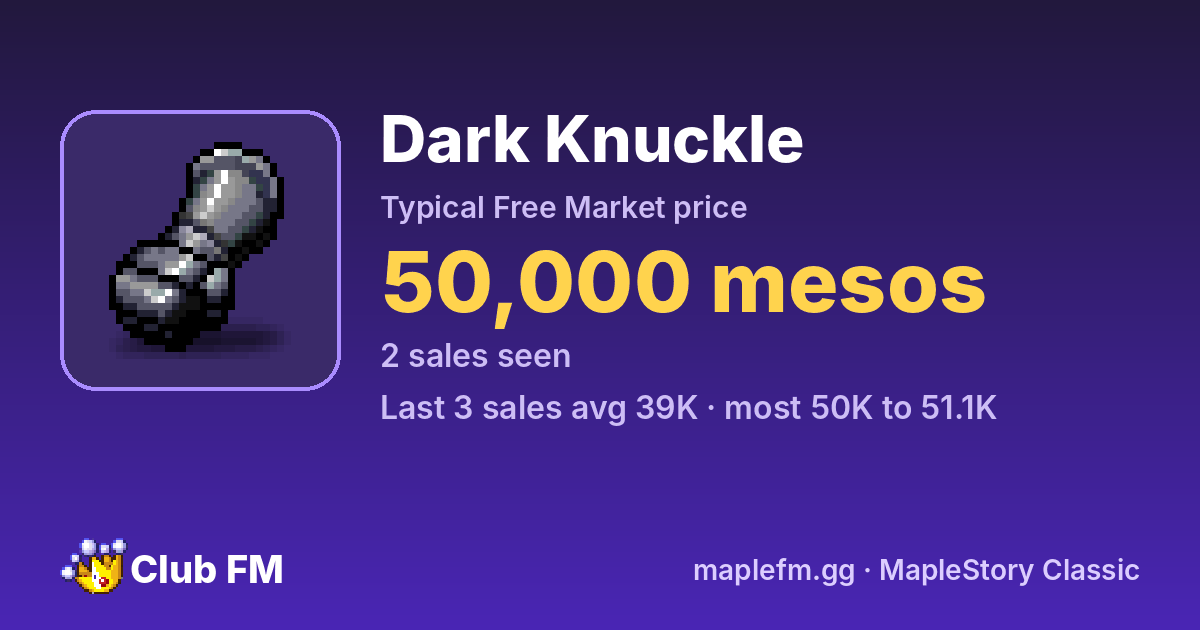 Dark Knuckle
Typical Free Market price
50,000 mesos
2 sales seen
Last 3 sales avg 39K · most 50K to 51.1K
Club FM
maplefm.gg · MapleStory Classic